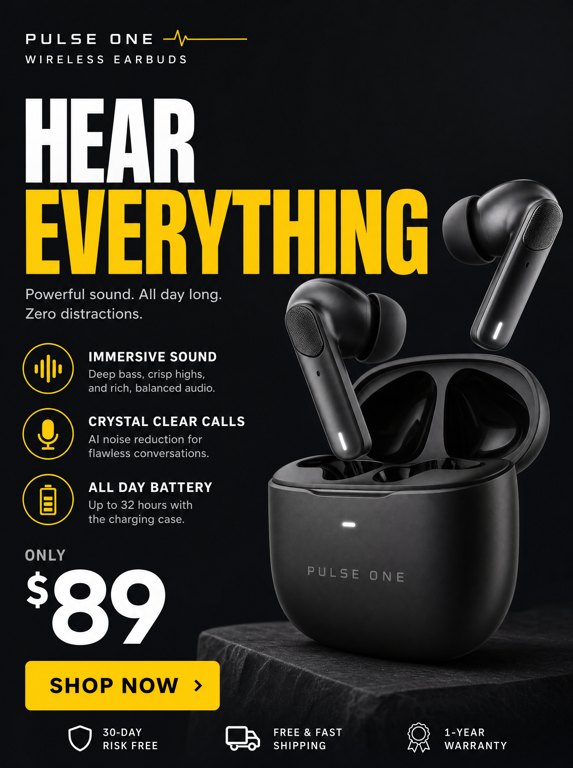 PULSE ONE
WIRELESS EARBUDS
HEAR
EVERYTHING
Powerful sound. All day long.
Zero distractions.
IMMERSIVE SOUND
Deep bass, crisp highs,
and rich, balanced audio.
CRYSTAL CLEAR CALLS
AI noise reduction for
flawless conversations.
ALL DAY BATTERY
Up to 32 hours with
the charging case.
PULSE ONE
ONLY
$89
SHOP NOW
30-DAY
RISK FREE
FREE & FAST
SHIPPING
1-YEAR
WARRANTY